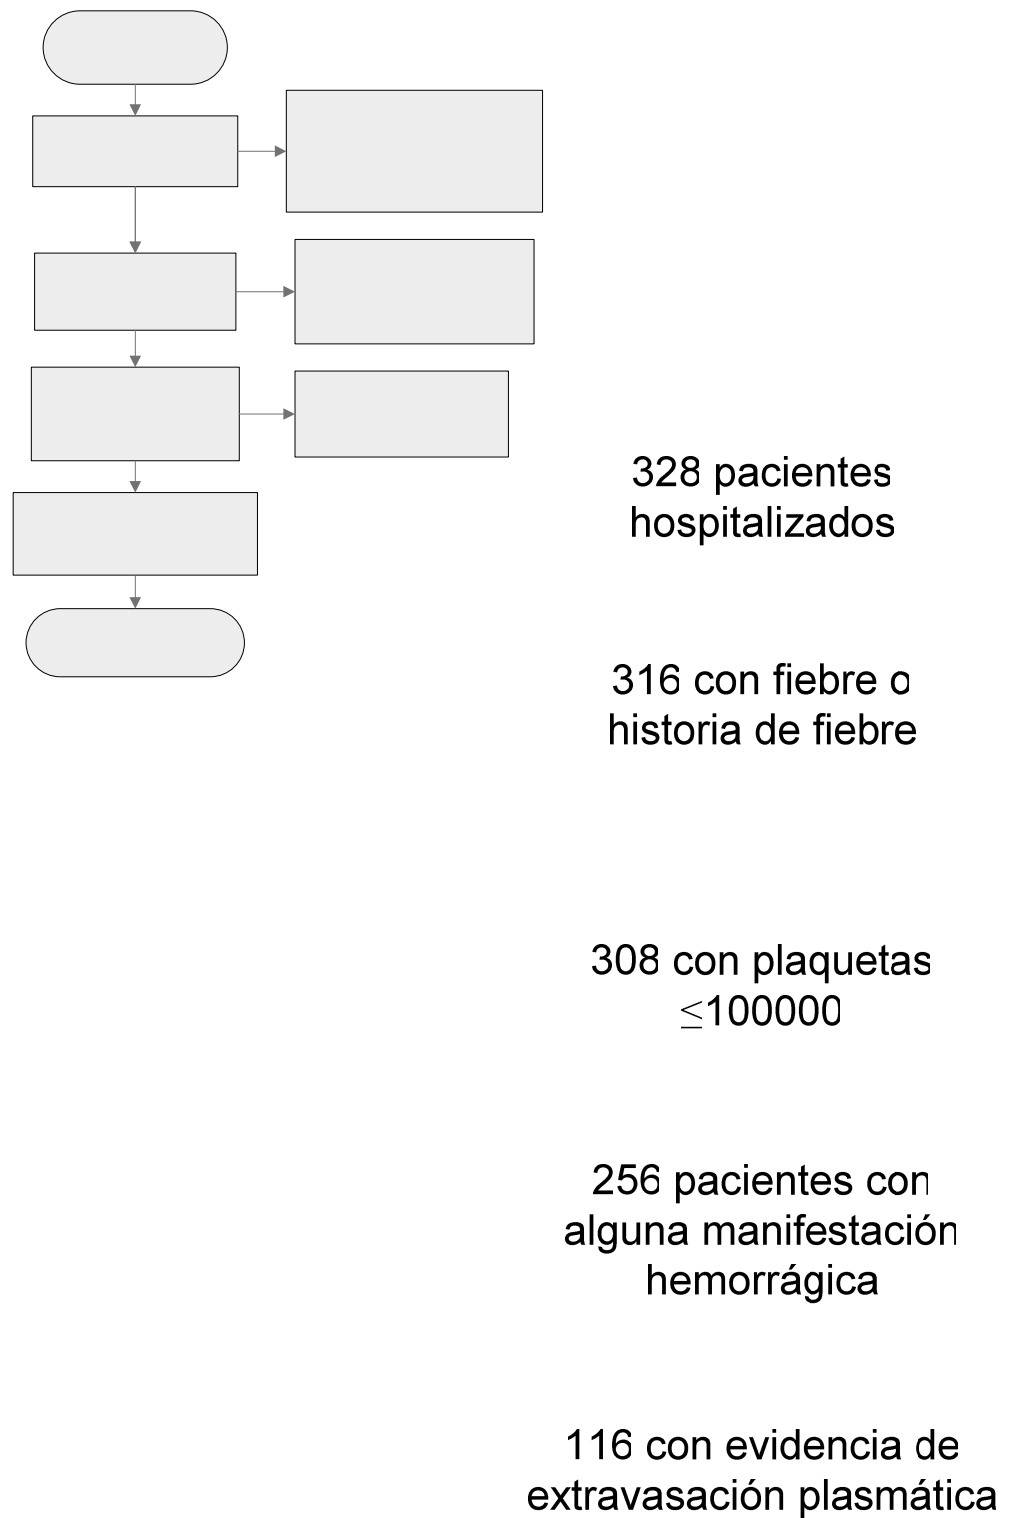 328 pacientes
hospitalizados
316 con fiebre o
historia de fiebre
308 con plaquetas
≤100000
256 pacientes con
alguna manifestación
hemorrágica
116 con evidencia de
extravasación plasmática